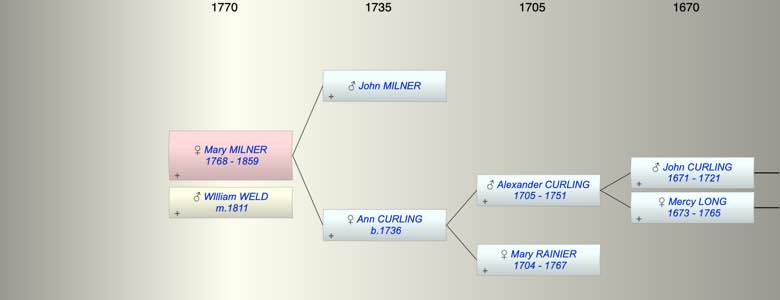 1770 1735 1705 1670
♂ John MILNER
+
♀ Mary MILNER
1768 - 1859
+
♂ WIlliam WELD
m.1811
+
♀ Ann CURLING
b.1736
+
♂ Alexander CURLING
1705 - 1751
+
♀ Mary RAINIER
1704 - 1767
+
♂ John CURLING
1671 - 1721
+
♀ Mercy LONG
1673 - 1765
+